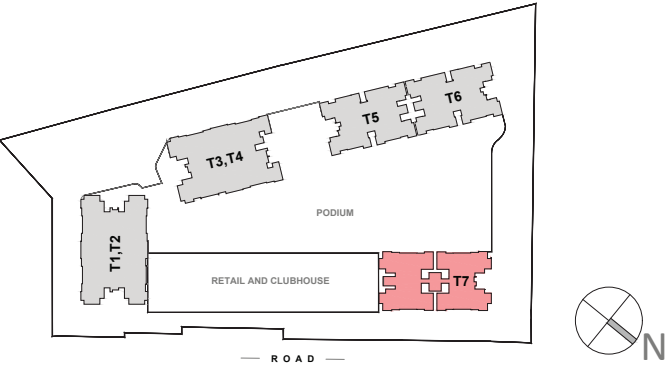 T6
T5
T3,T4
PODIUM
T1,T2
RETAIL AND CLUBHOUSE
T7
ROAD
N